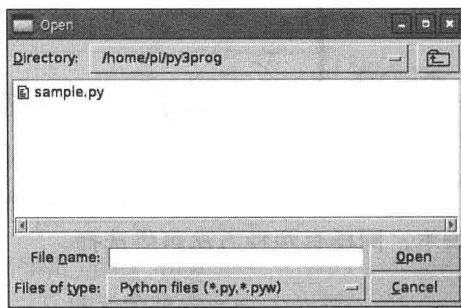 Open
Directory: /home/pi/py3prog
sample.py
File name: Open
Files of type: Python files (*.py,*.pyw) Cancel